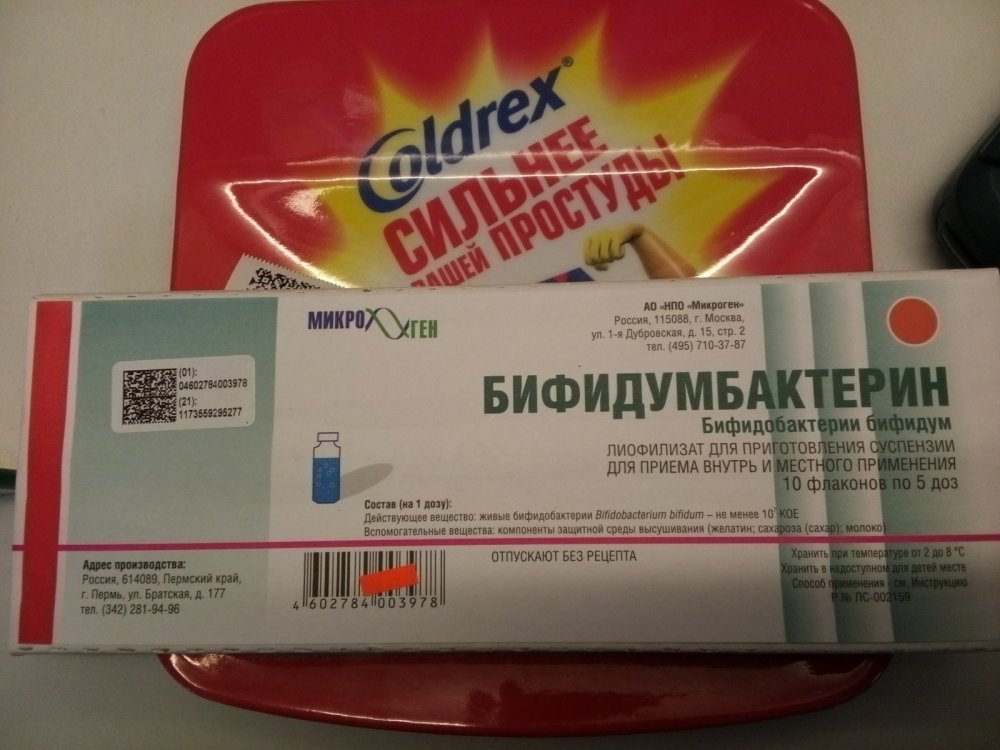 Coldrex®
СИЛЬНЕЕ
ВАШЕЙ ПРОСТУДЫ
МИКРОГЕН
АО «НПО «Микроген»
Россия, 115088, г. Москва,
ул. 1-я Дубровская, д. 15, стр. 2
тел. (495) 710-37-87
(01):
04602784003978
(21):
1173559295277
БИФИДУМБАКТЕРИН
Бифидобактерии бифидум
ЛИОФИЛИЗАТ ДЛЯ ПРИГОТОВЛЕНИЯ СУСПЕНЗИИ
ДЛЯ ПРИЕМА ВНУТРЬ И МЕСТНОГО ПРИМЕНЕНИЯ
10 флаконов по 5 доз
Состав (на 1 дозу):
Действующее вещество: живые бифидобактерии Bifidobacterium bifidum – не менее 10⁷ КОЕ
Вспомогательные вещества: компоненты защитной среды высушивания (желатин; сахароза (сахар); молоко)
ОТПУСКАЮТ БЕЗ РЕЦЕПТА
Хранить при температуре от 2 до 8 °С
Хранить в недоступном для детей месте
Способ применения - см. Инструкцию
Р № ЛС-002159
Адрес производства:
Россия, 614089, Пермский край,
г. Пермь, ул. Братская, д. 177
тел. (342) 281-94-96
4 602784 003978